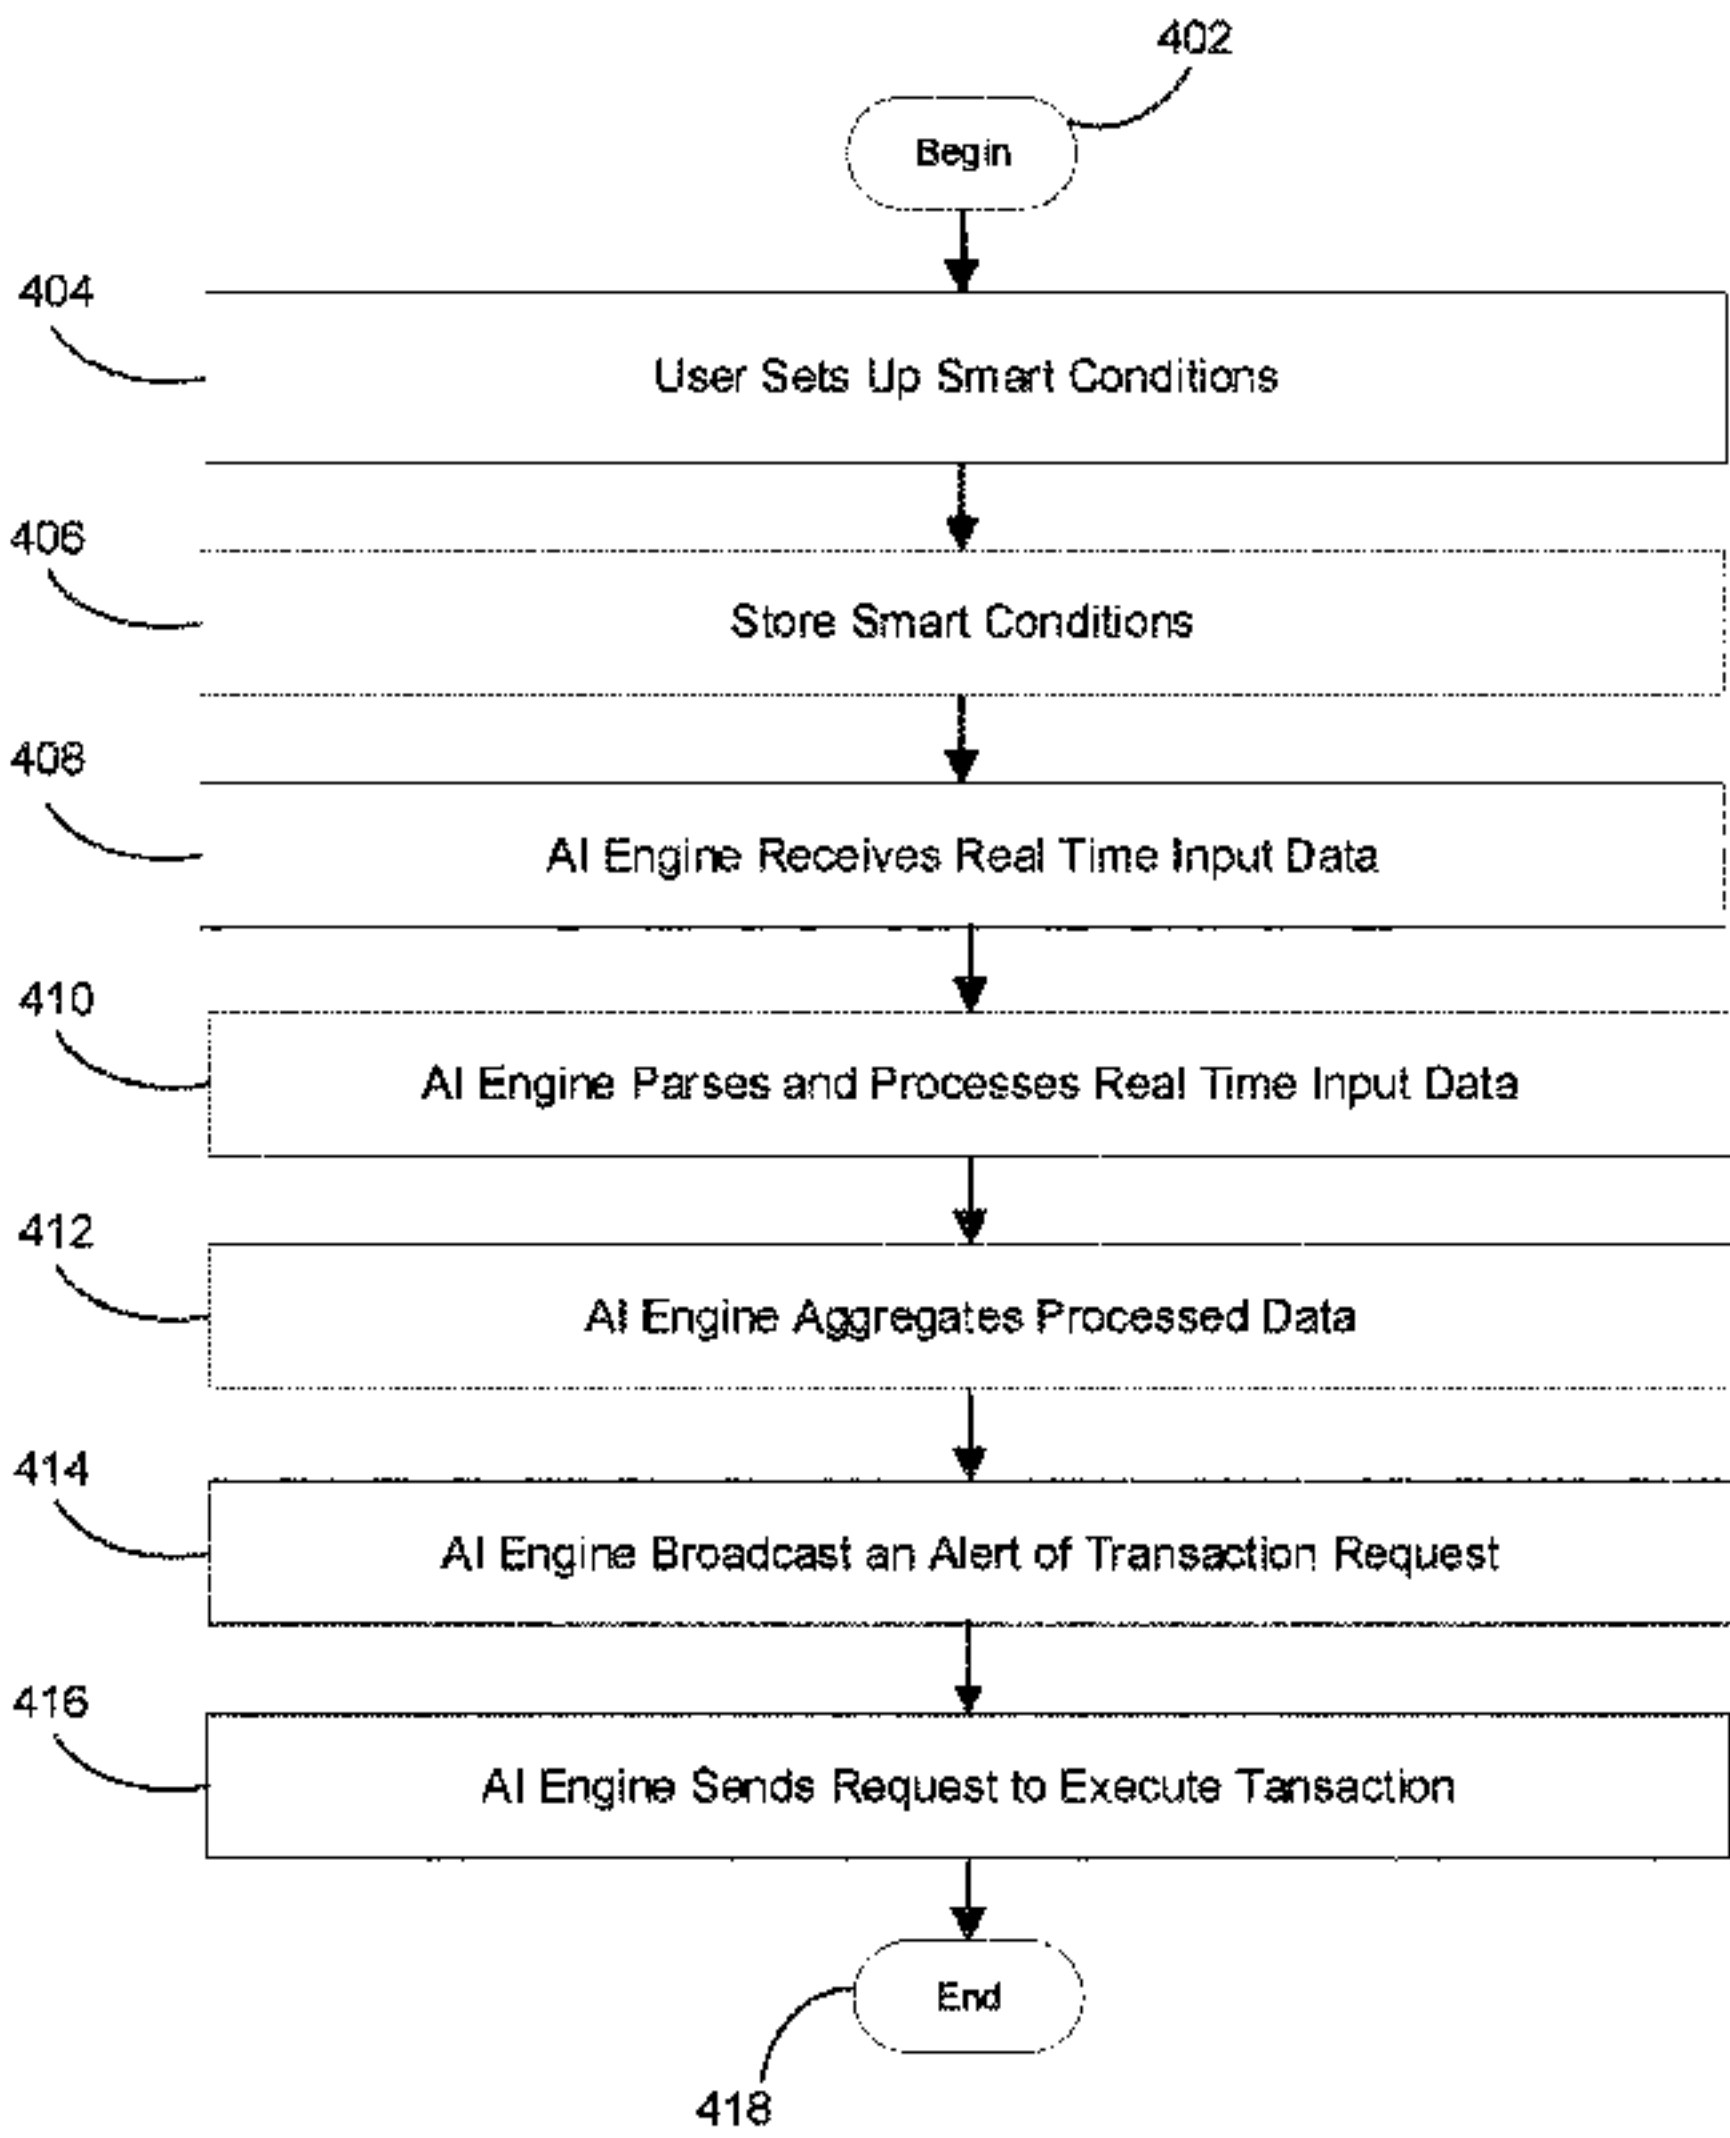 402
Begin
404
User Sets Up Smart Conditions
406
Store Smart Conditions
408
AI Engine Receives Real Time Input Data
410
AI Engine Parses and Processes Real Time Input Data
412
AI Engine Aggregates Processed Data
414
AI Engine Broadcast an Alert of Transaction Request
416
AI Engine Sends Request to Execute Tansaction
End
418